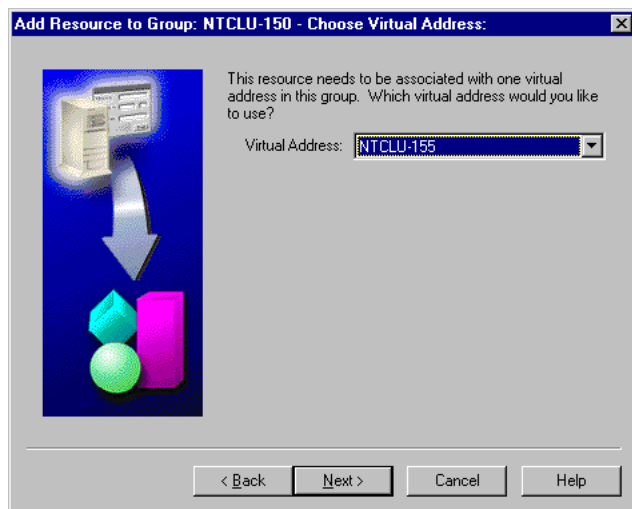 Add Resource to Group: NTCLU-150 - Choose Virtual Address:
This resource needs to be associated with one virtual
address in this group. Which virtual address would you like
to use?
Virtual Address: NTCLU-155
< Back Next > Cancel Help